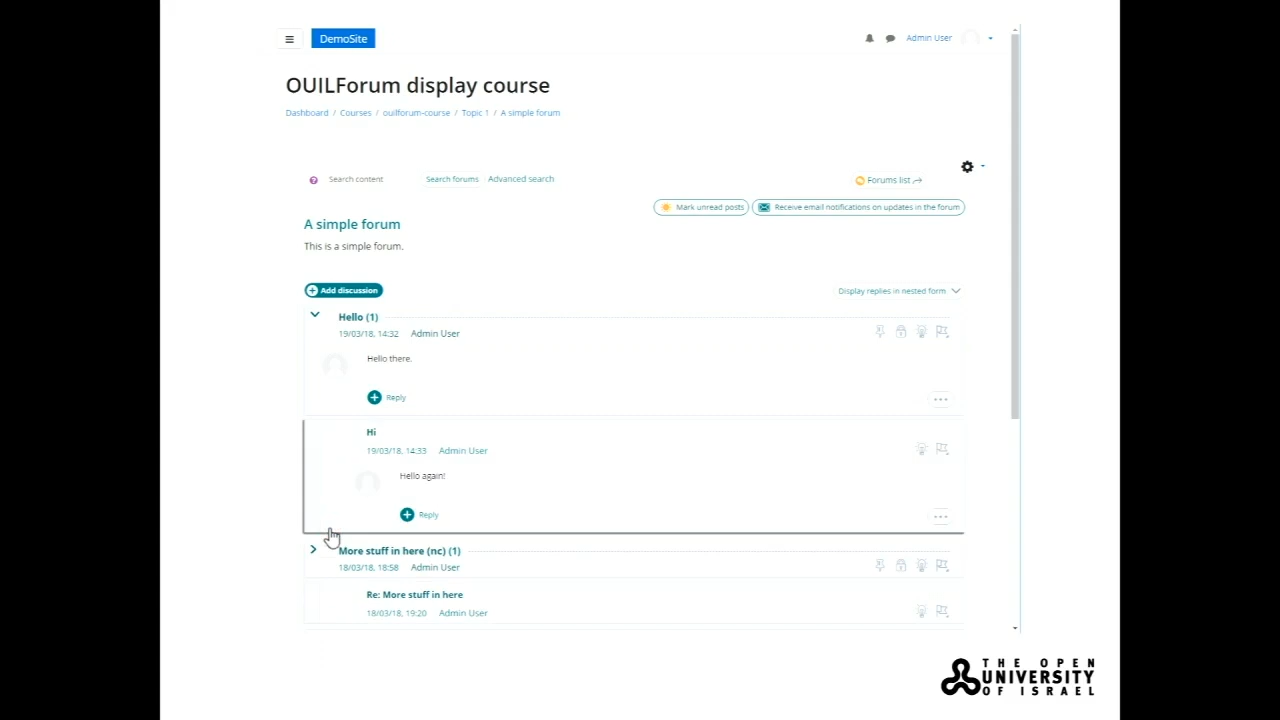 DemoSite
Admin User
OUILForum display course
Dashboard / Courses / ouilforum-course / Topic 1 / A simple forum
Search content Search forums Advanced search Forums list
Mark unread posts Receive email notifications on updates in the forum
A simple forum
This is a simple forum.
Add discussion Display replies in nested form
Hello (1)
19/03/18, 14:32 Admin User
Hello there.
Reply
Hi
19/03/18, 14:33 Admin User
Hello again!
Reply
More stuff in here (nc) (1)
18/03/18, 18:58 Admin User
Re: More stuff in here
18/03/18, 19:20 Admin User
THE OPEN
UNIVERSITY
OF ISRAEL